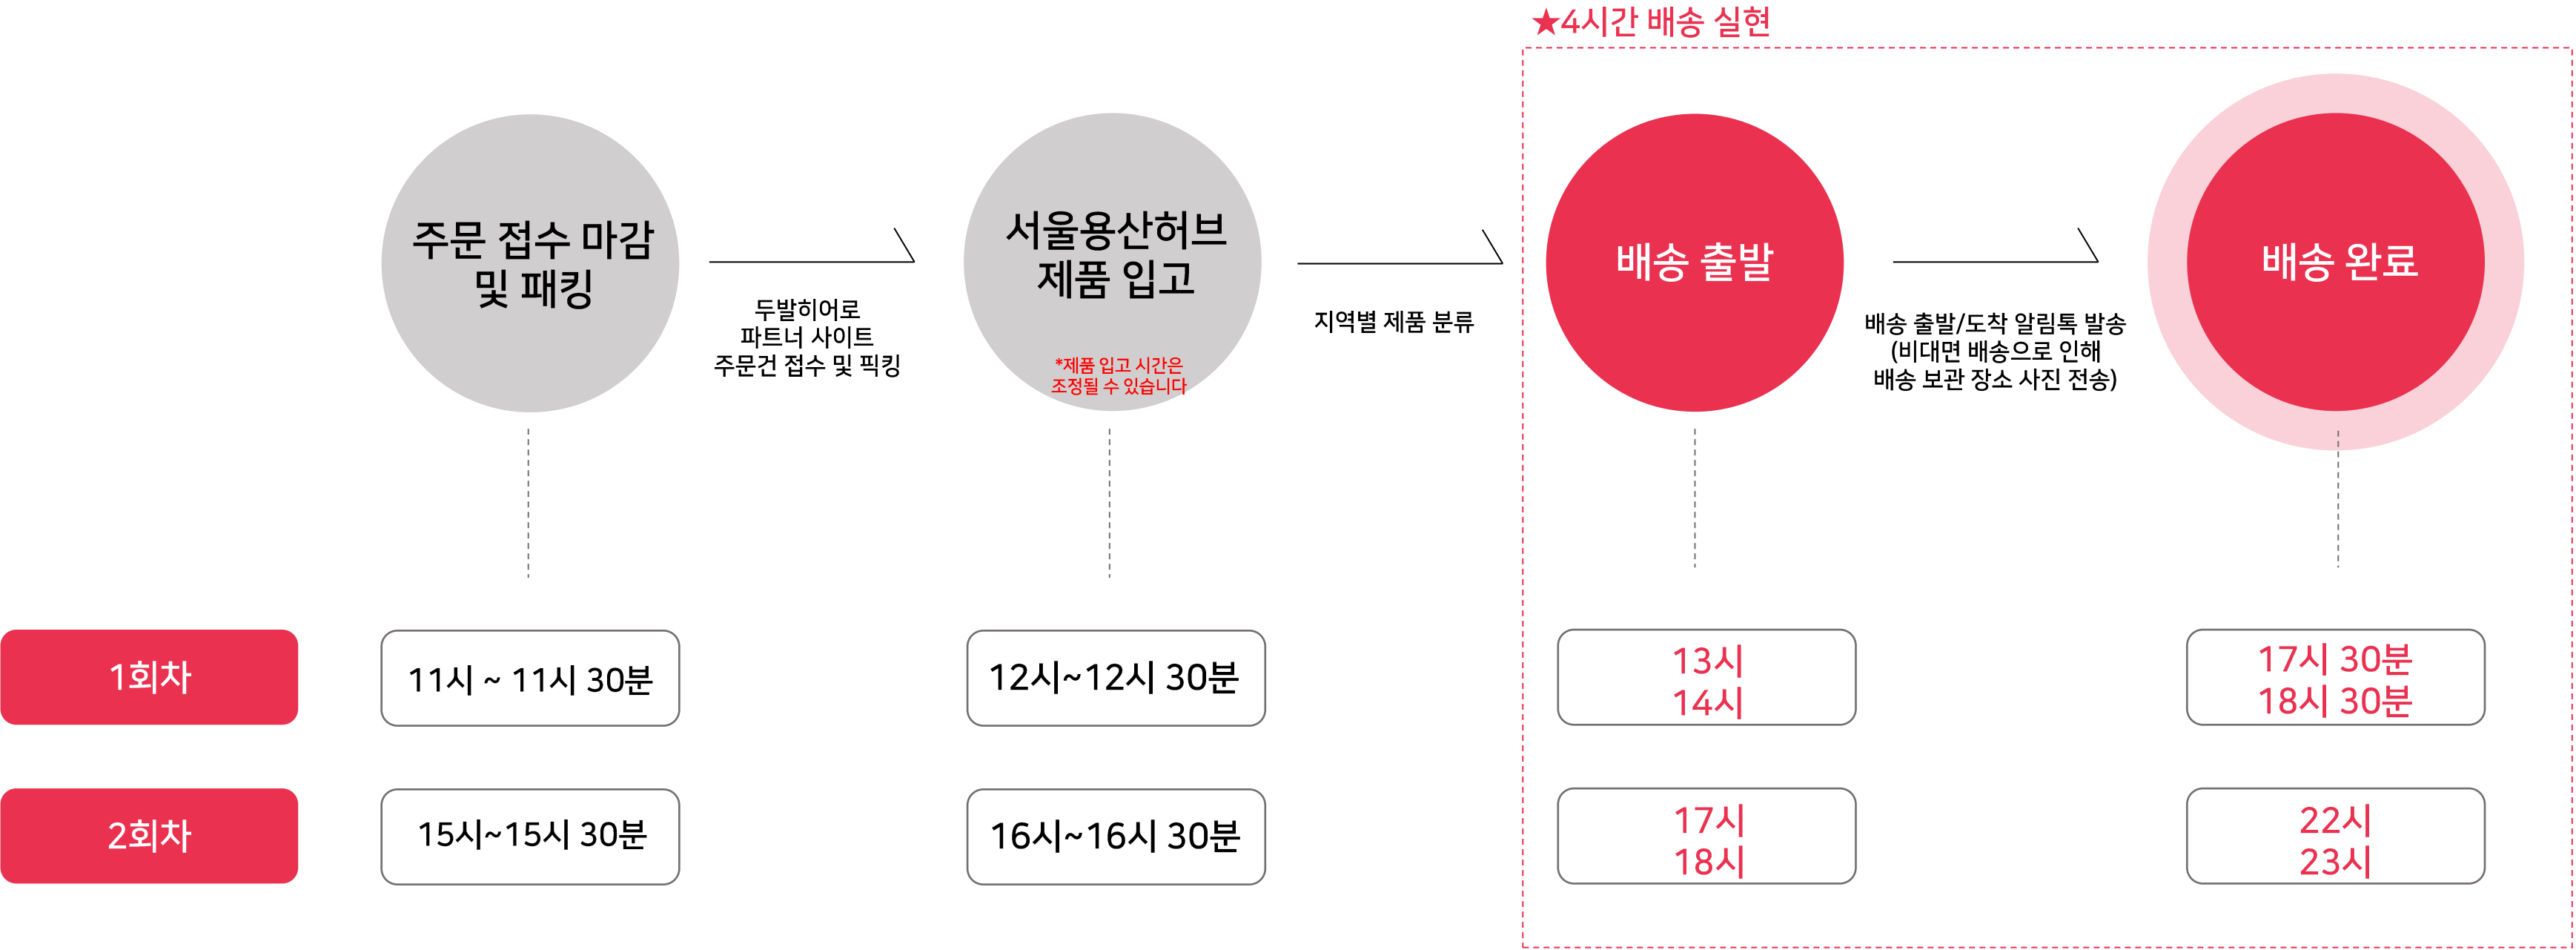 ★4시간 배송 실현
주문 접수 마감
및 패킹
두발히어로
파트너 사이트
주문건 접수 및 픽킹
서울용산허브
제품 입고
*제품 입고 시간은
조정될 수 있습니다
지역별 제품 분류
배송 출발
배송 출발/도착 알림톡 발송
(비대면 배송으로 인해
배송 보관 장소 사진 전송)
배송 완료
1회차
11시 ~ 11시 30분
12시~12시 30분
13시
14시
17시 30분
18시 30분
2회차
15시~15시 30분
16시~16시 30분
17시
18시
22시
23시